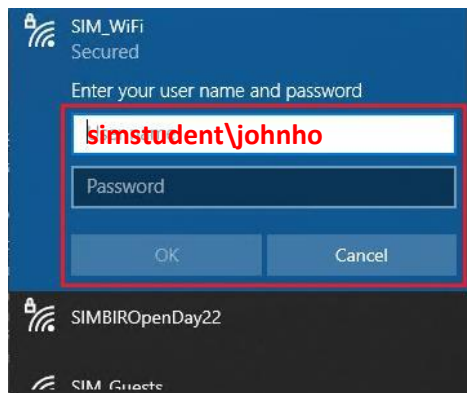 SIM_WiFi
Secured
Enter your user name and password
simstudent\johnho
Password
OK
Cancel
SIMBIROpenDay22
SIM_Guests